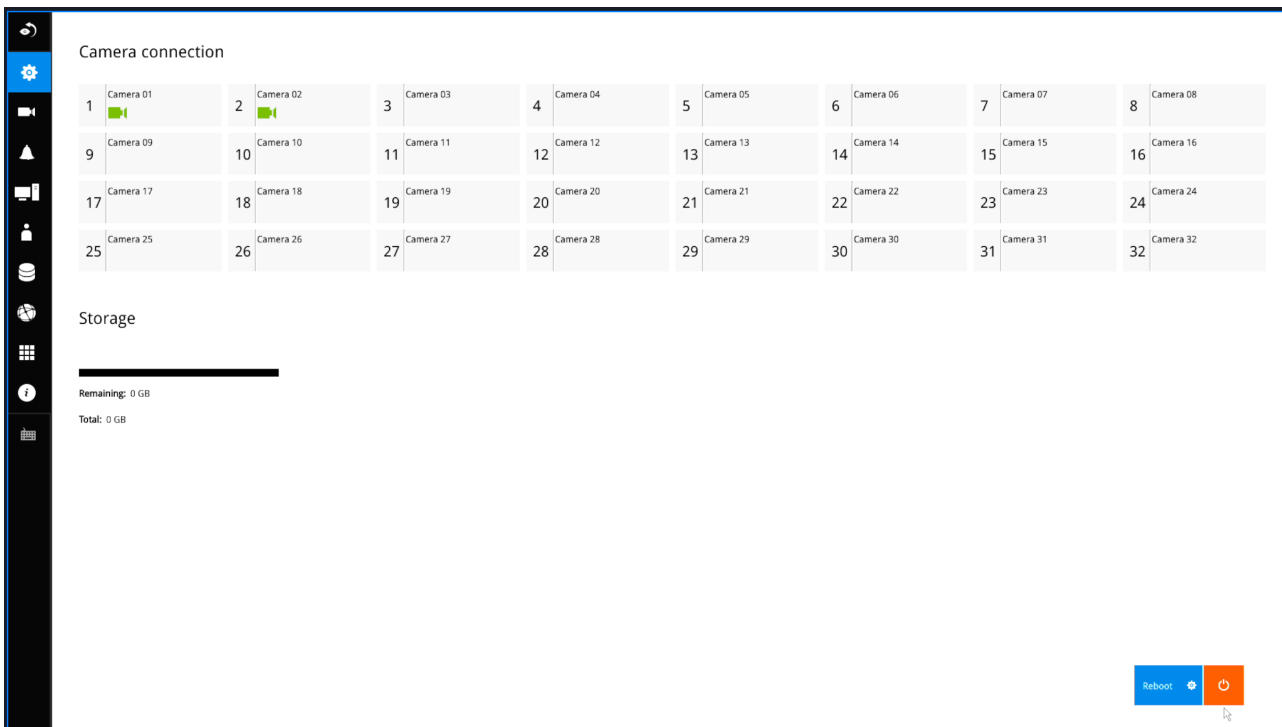 Camera connection
1 Camera 01
2 Camera 02
3 Camera 03
4 Camera 04
5 Camera 05
6 Camera 06
7 Camera 07
8 Camera 08
9 Camera 09
10 Camera 10
11 Camera 11
12 Camera 12
13 Camera 13
14 Camera 14
15 Camera 15
16 Camera 16
17 Camera 17
18 Camera 18
19 Camera 19
20 Camera 20
21 Camera 21
22 Camera 22
23 Camera 23
24 Camera 24
25 Camera 25
26 Camera 26
27 Camera 27
28 Camera 28
29 Camera 29
30 Camera 30
31 Camera 31
32 Camera 32
Storage
Remaining: 0 GB
Total: 0 GB
Reboot